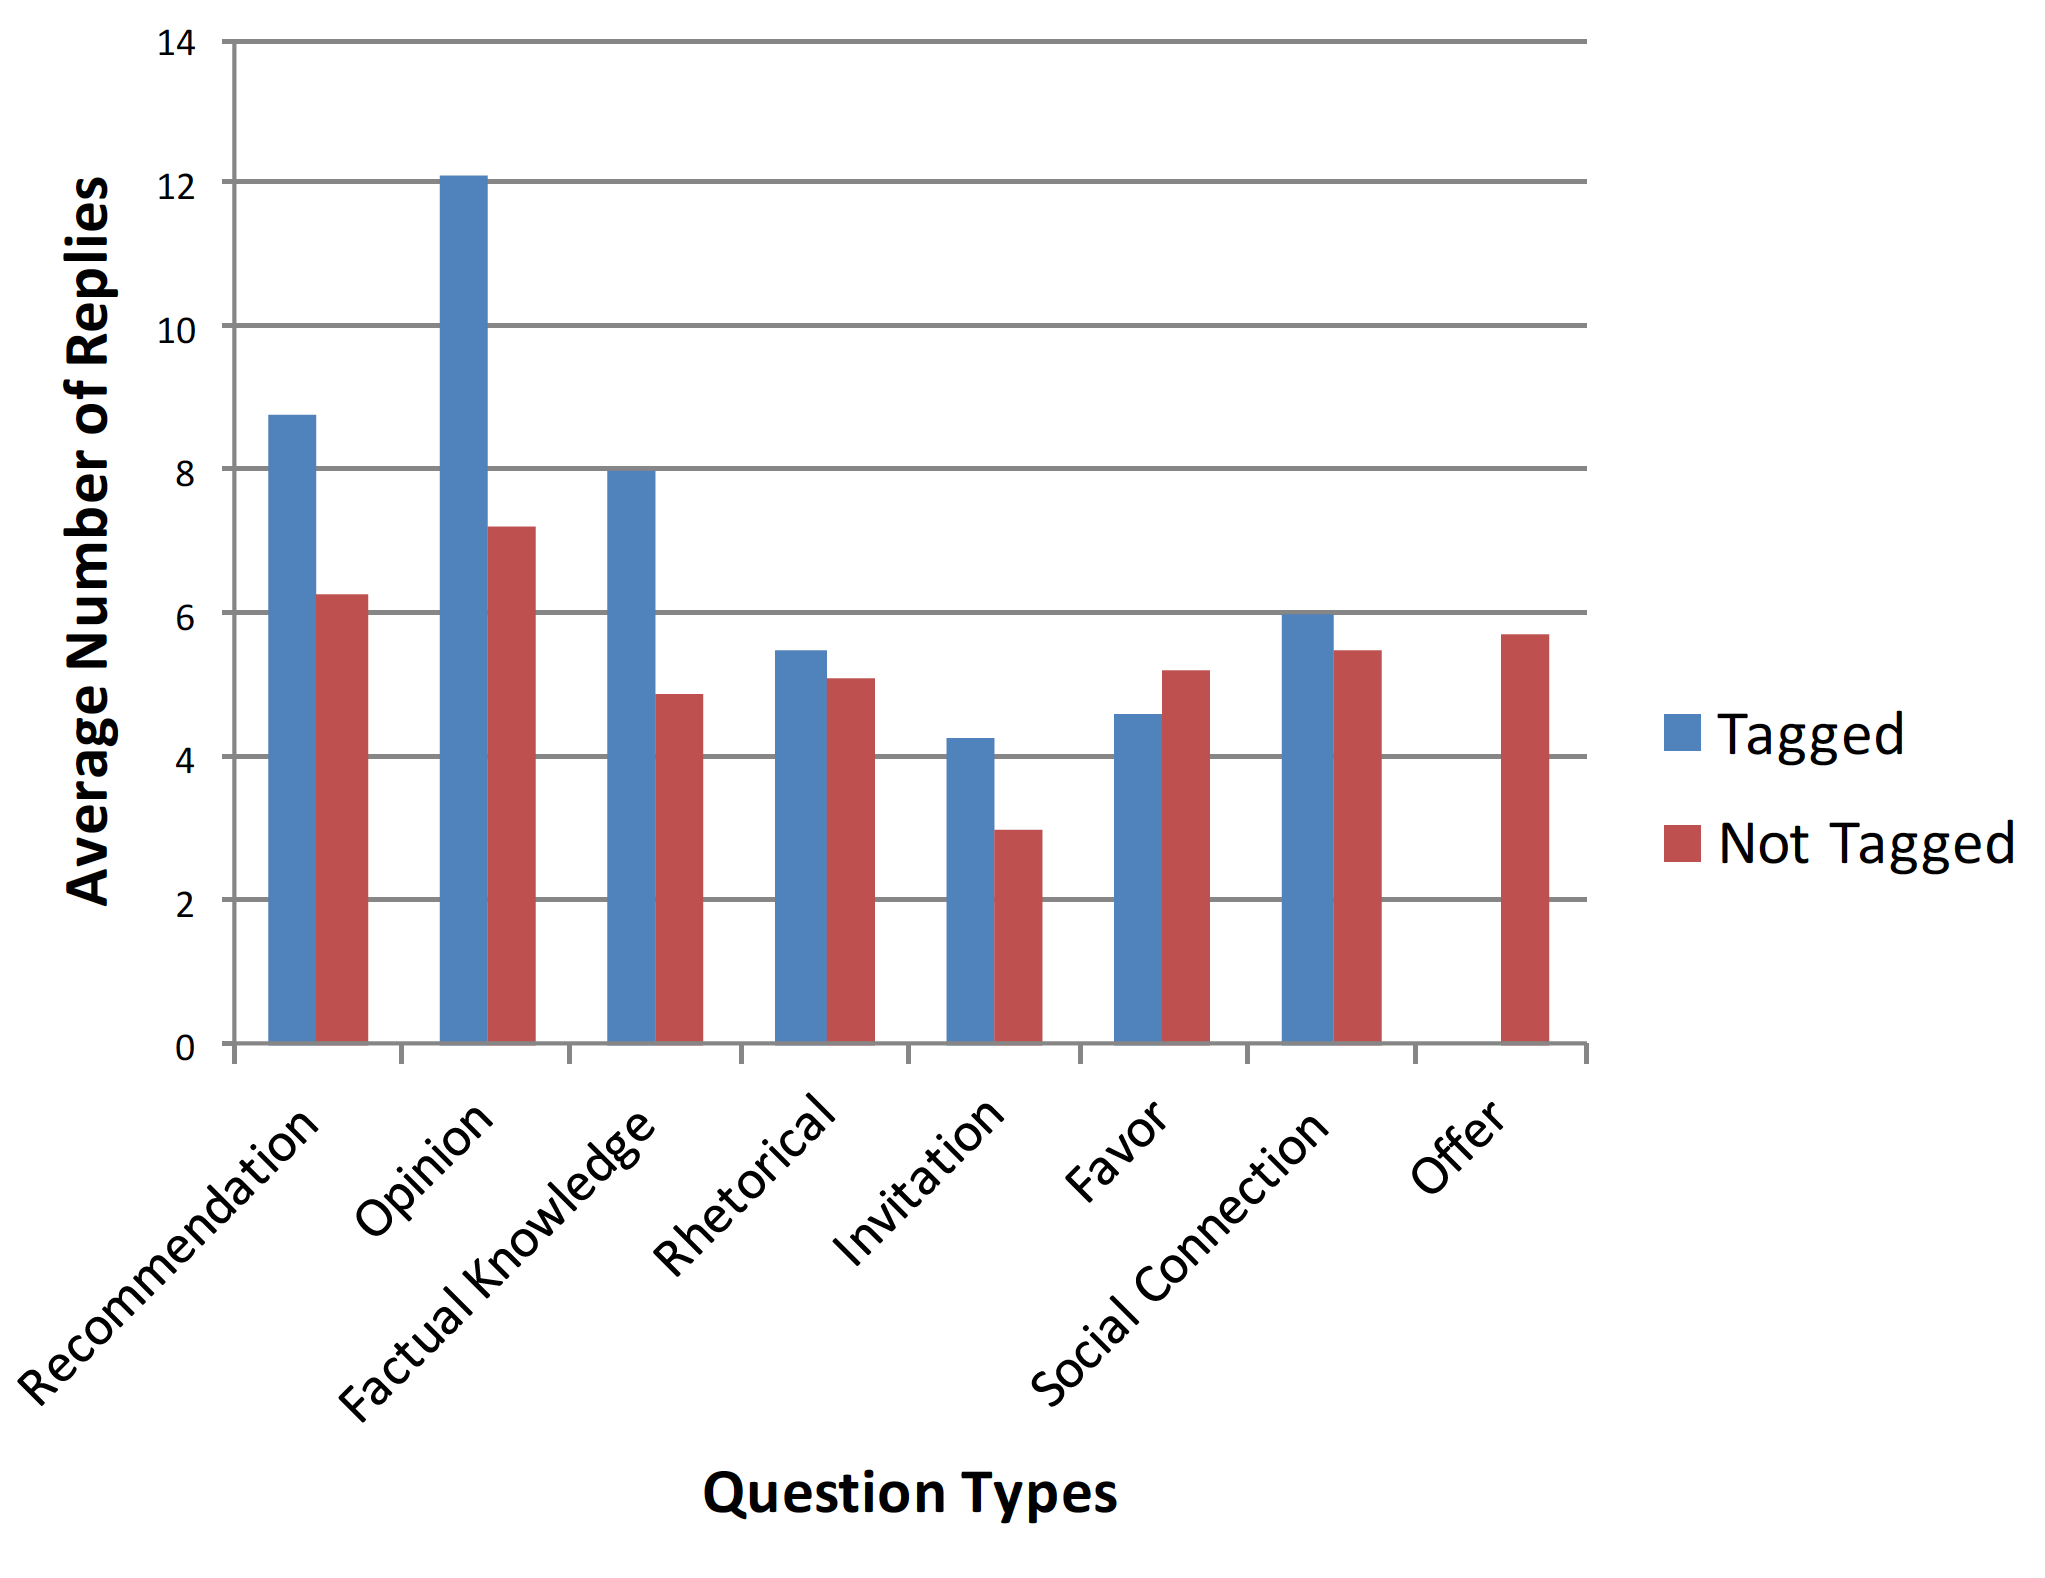 14
12
10
8
6
4
2
0
Average Number of Replies
Recommendation
Opinion
Factual Knowledge
Rhetorical
Invitation
Favor
Social Connection
Offer
Question Types
Tagged
Not Tagged